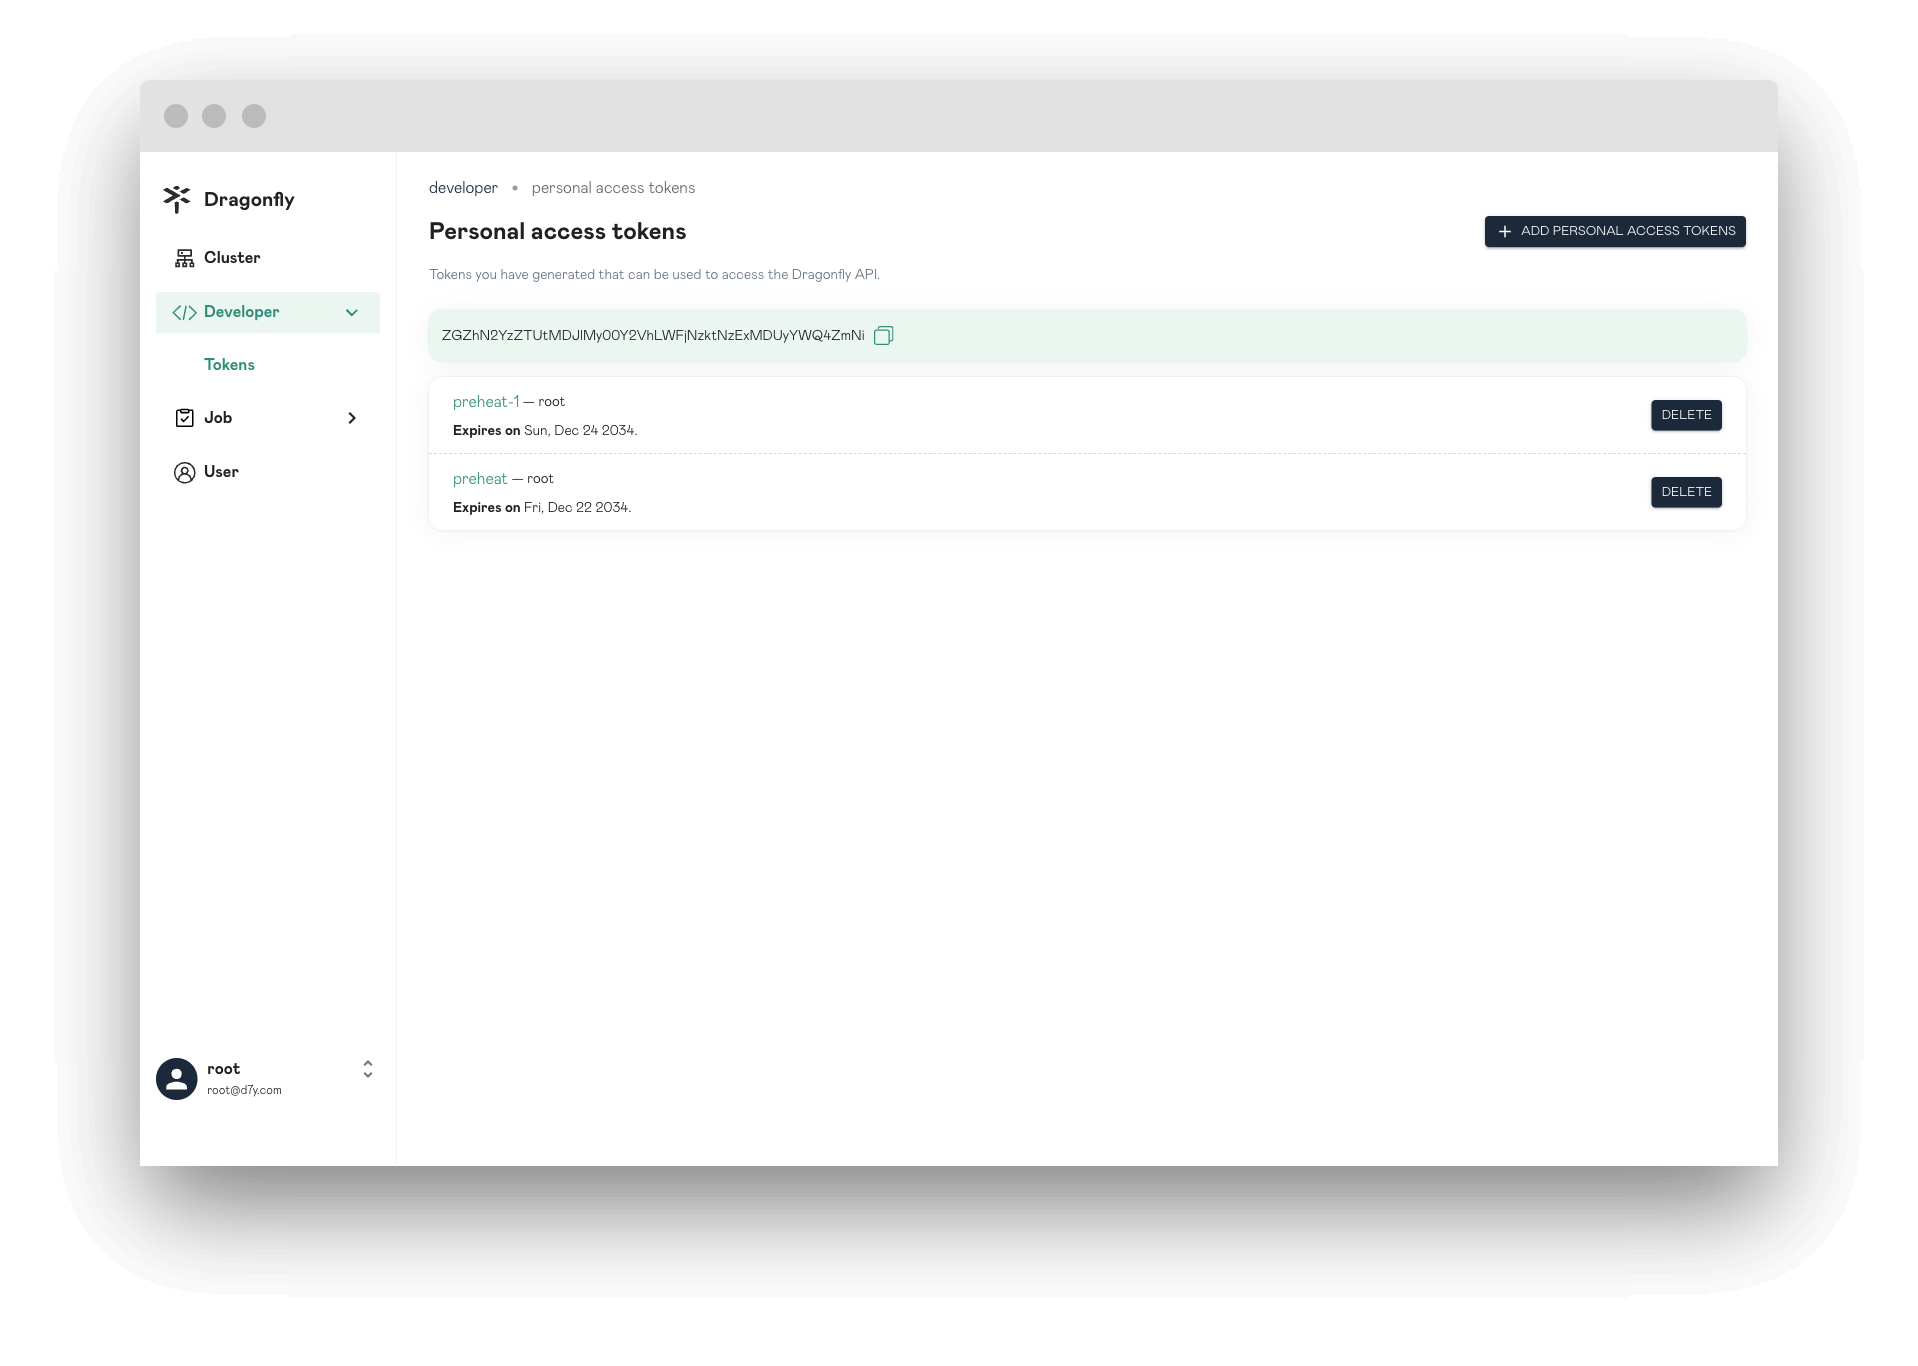 Dragonfly
Cluster
Developer
Tokens
Job
User
root
root@d7y.com
developer • personal access tokens
Personal access tokens
ADD PERSONAL ACCESS TOKENS
Tokens you have generated that can be used to access the Dragonfly API.
ZGZhN2YzZTUtMDJlMy00Y2VhLWFjNzktNzExMDUyYWQ4ZmNi
preheat-1 — root
Expires on Sun, Dec 24 2034.
DELETE
preheat — root
Expires on Fri, Dec 22 2034.
DELETE